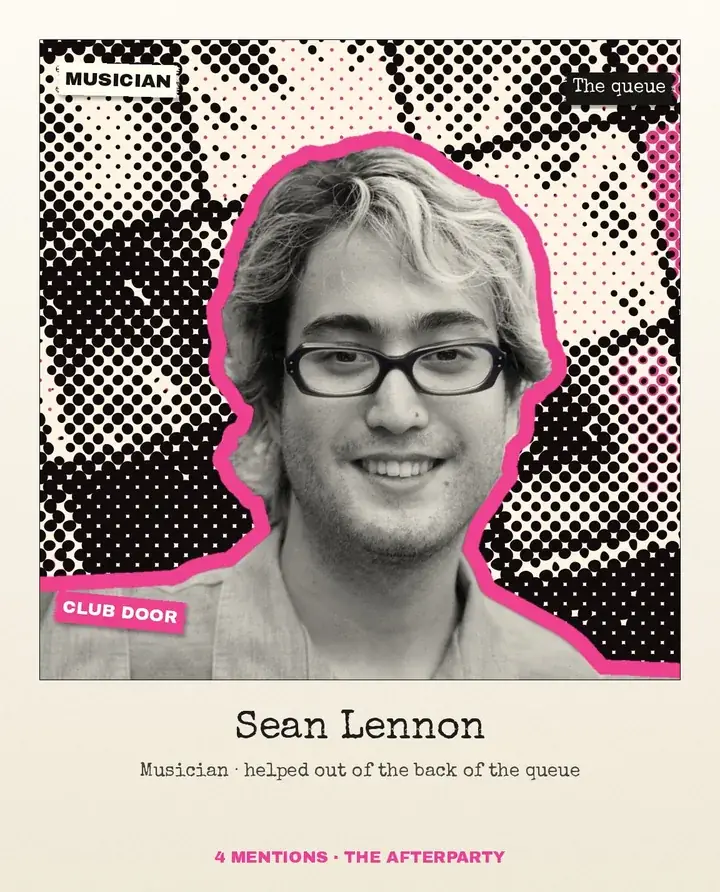 MUSICIAN
The queue
CLUB DOOR
Sean Lennon
Musician · helped out of the back of the queue
4 MENTIONS · THE AFTERPARTY